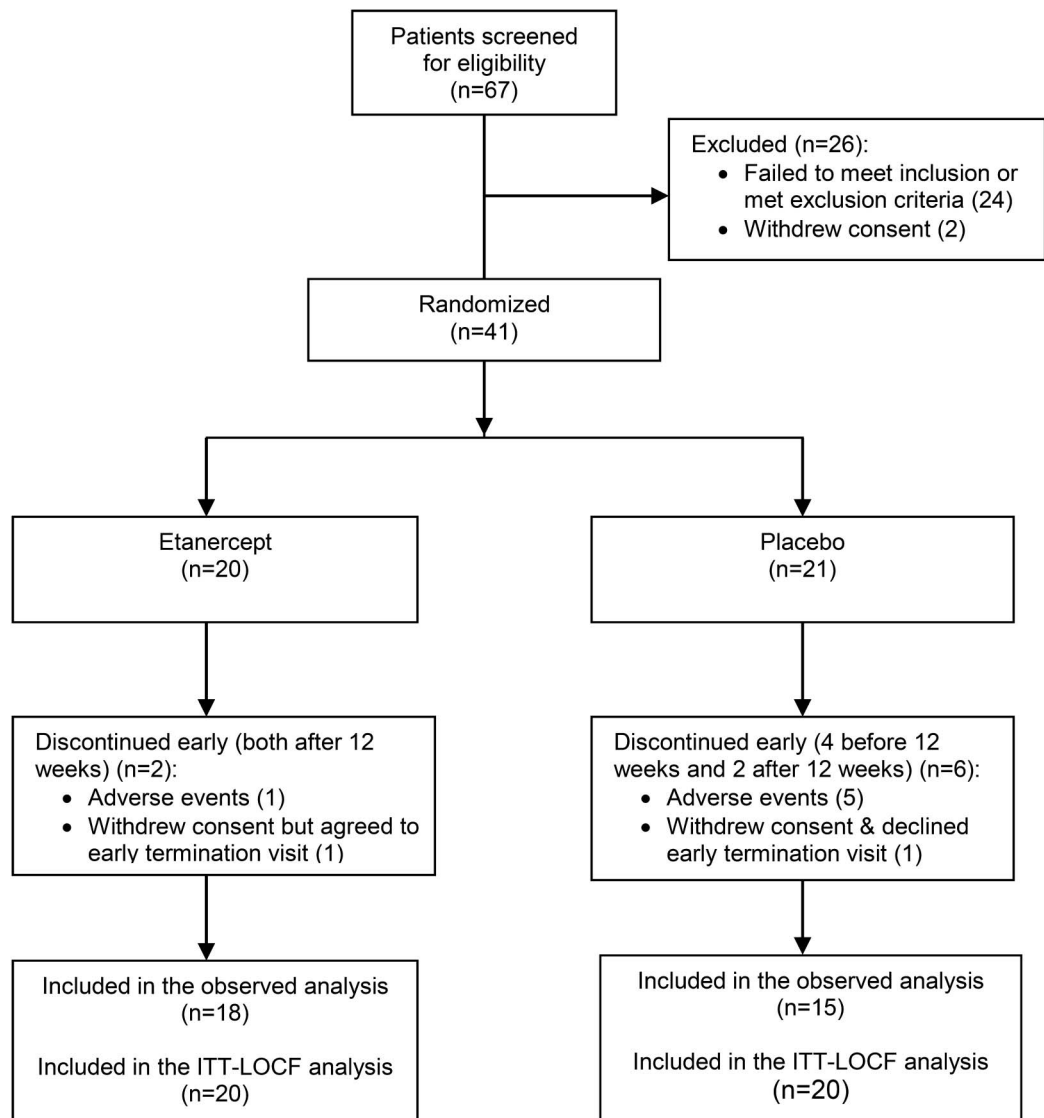 Patients screened
for eligibility
(n=67)
Excluded (n=26):
• Failed to meet inclusion or
met exclusion criteria (24)
• Withdrew consent (2)
Randomized
(n=41)
Etanercept
(n=20)
Placebo
(n=21)
Discontinued early (both after 12
weeks) (n=2):
• Adverse events (1)
• Withdrew consent but agreed to
early termination visit (1)
Discontinued early (4 before 12
weeks and 2 after 12 weeks) (n=6):
• Adverse events (5)
• Withdrew consent & declined
early termination visit (1)
Included in the observed analysis
(n=18)
Included in the ITT-LOCF analysis
(n=20)
Included in the observed analysis
(n=15)
Included in the ITT-LOCF analysis
(n=20)